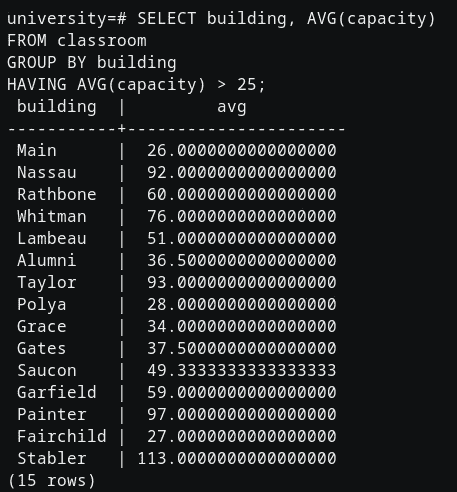 university=# SELECT building, AVG(capacity)
FROM classroom
GROUP BY building
HAVING AVG(capacity) > 25;
 building  |         avg
-----------+----------------------
 Main      |  26.0000000000000000
 Nassau    |  92.0000000000000000
 Rathbone  |  60.0000000000000000
 Whitman   |  76.0000000000000000
 Lambeau   |  51.0000000000000000
 Alumni    |  36.5000000000000000
 Taylor    |  93.0000000000000000
 Polya     |  28.0000000000000000
 Grace     |  34.0000000000000000
 Gates     |  37.5000000000000000
 Saucon    |  49.3333333333333333
 Garfield  |  59.0000000000000000
 Painter   |  97.0000000000000000
 Fairchild |  27.0000000000000000
 Stabler   | 113.0000000000000000
(15 rows)